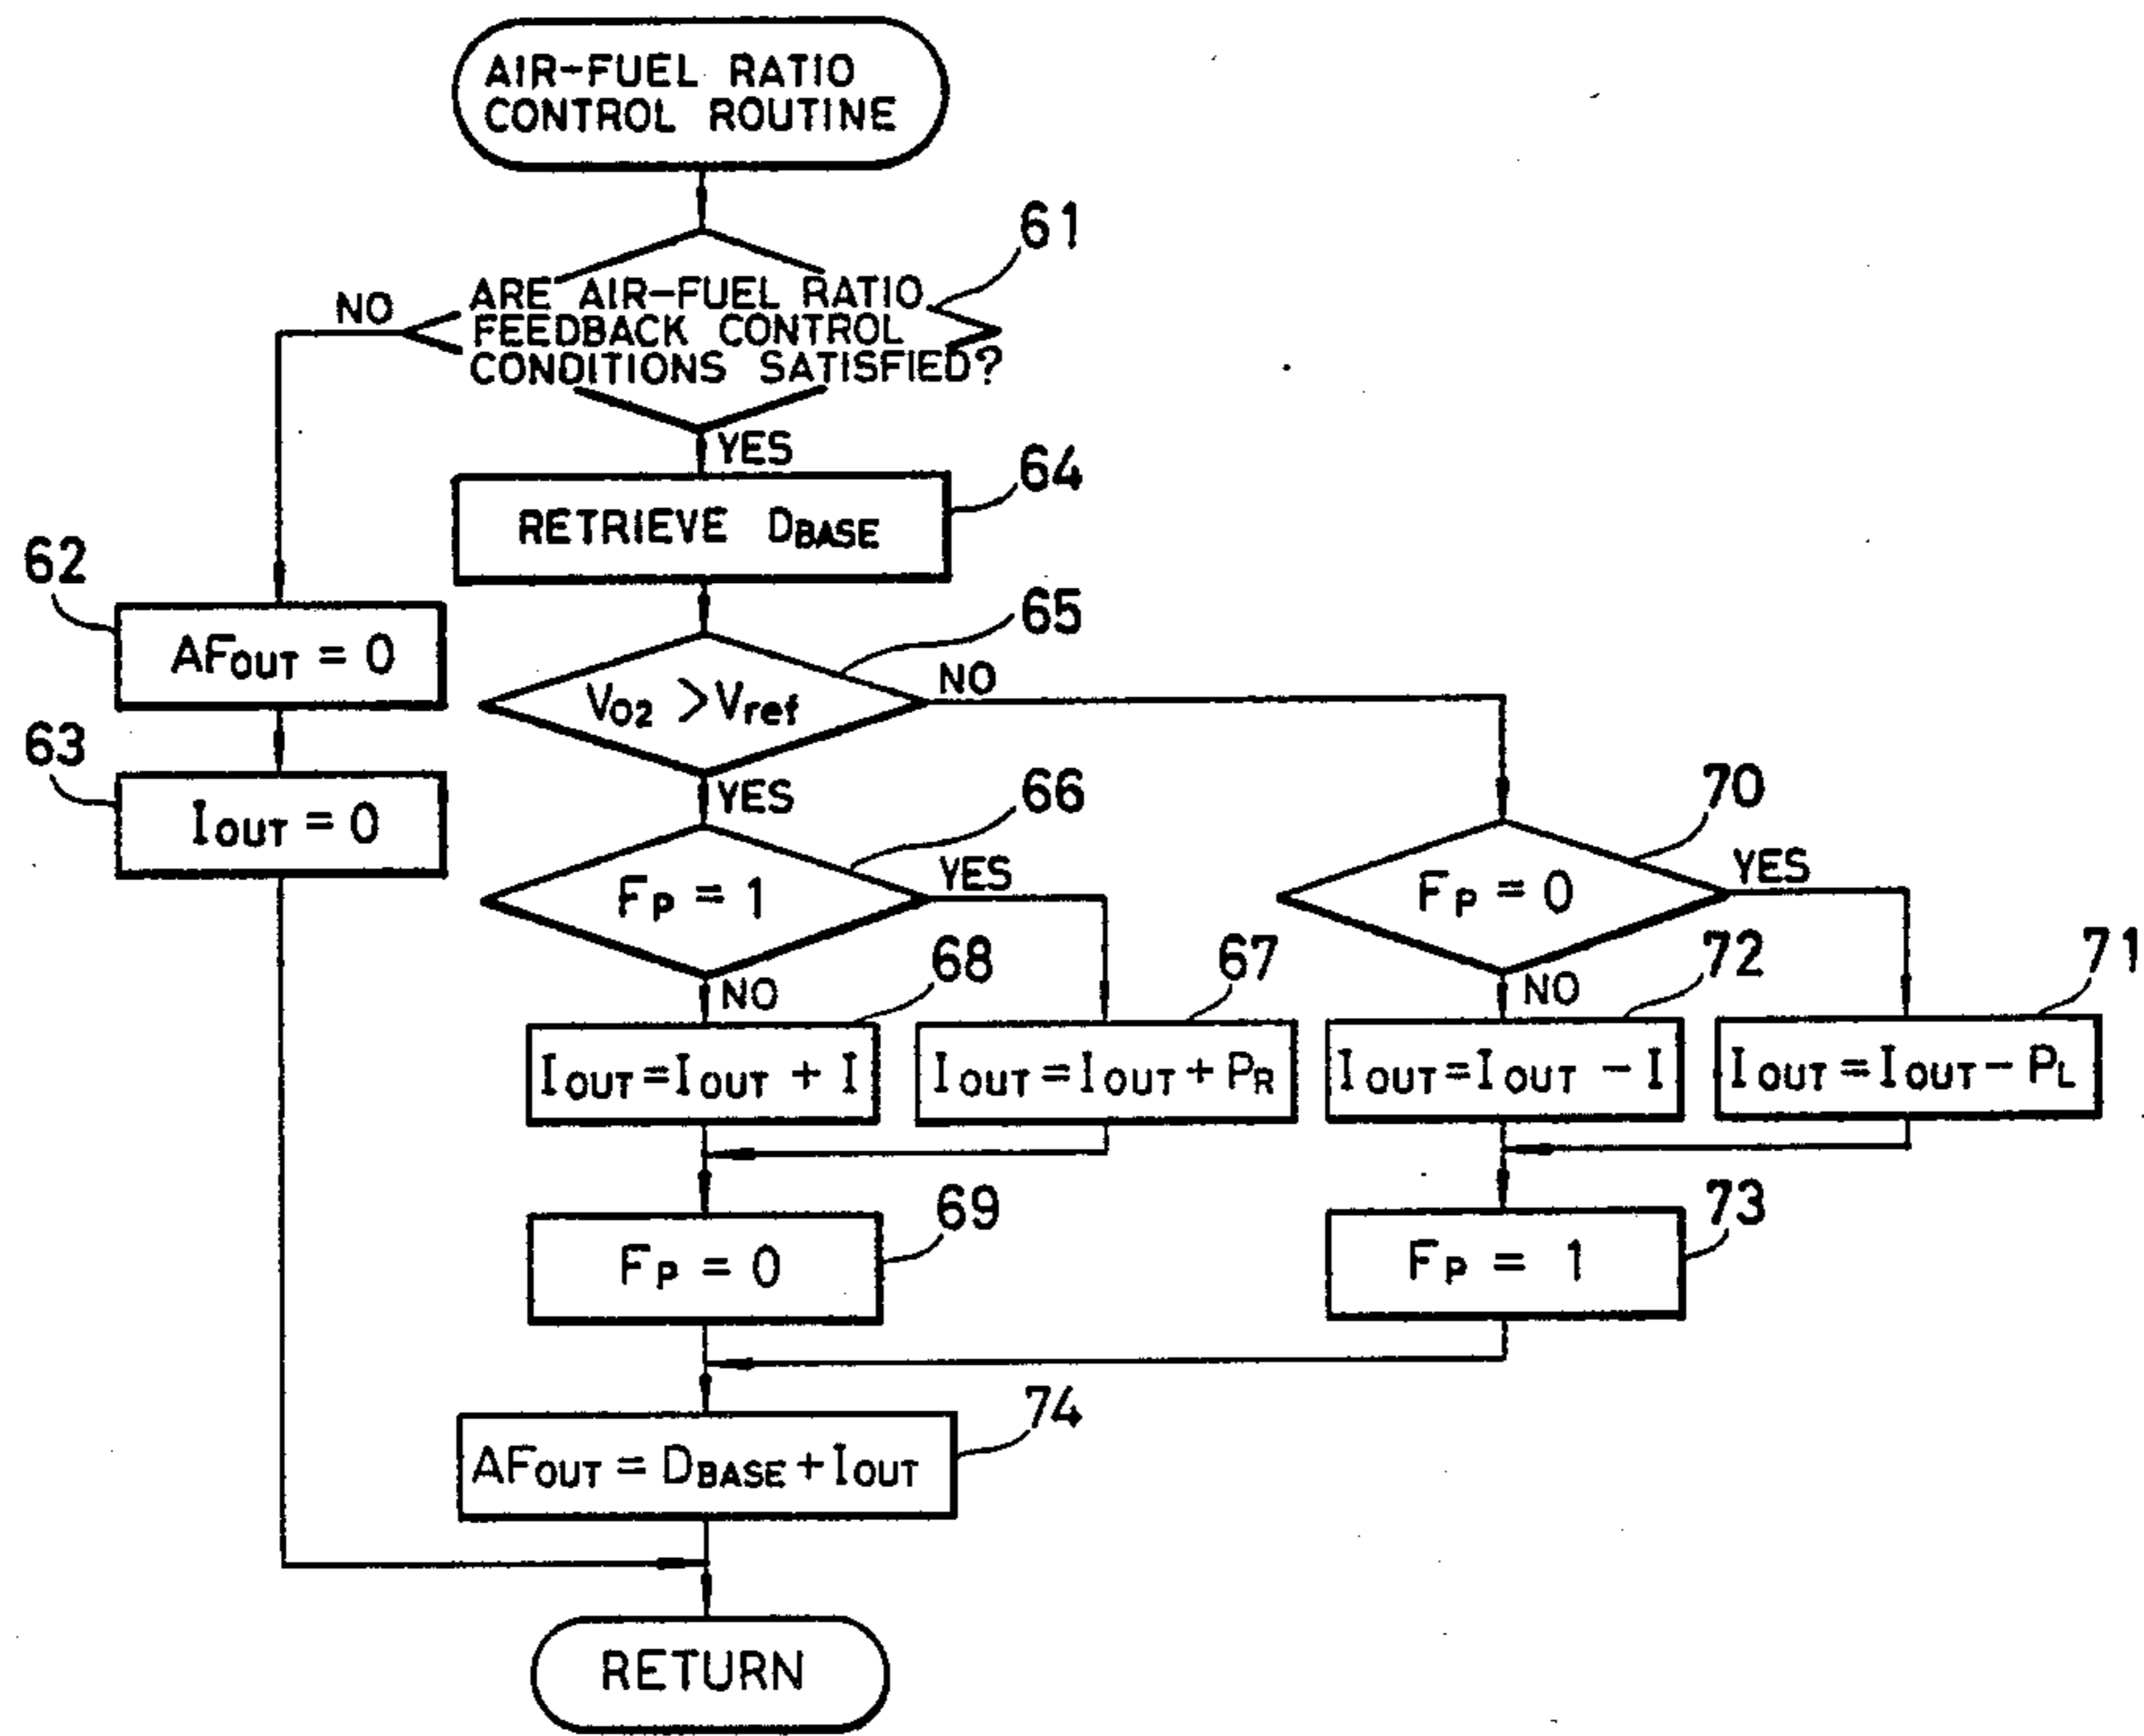 AIR-FUEL RATIO
CONTROL ROUTINE
61
ARE AIR-FUEL RATIO
FEEDBACK CONTROL
CONDITIONS SATISFIED?
NO
YES
64
RETRIEVE DBASE
62
AFOUT = 0
63
IOUT = 0
65
VO2 > Vref
NO
YES
66
FP = 1
YES
NO
70
FP = 0
YES
NO
68
IOUT = IOUT + I
67
IOUT = IOUT + PR
72
IOUT = IOUT - I
71
IOUT = IOUT - PL
69
FP = 0
73
FP = 1
74
AFOUT = DBASE + IOUT
RETURN